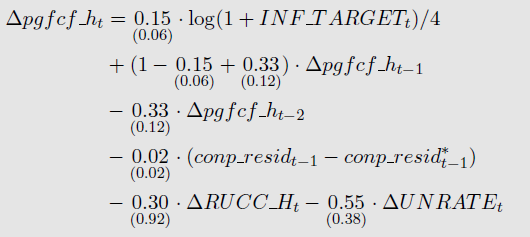 Δpgfcf_h_t = 0.15 · log(1 + INF_TARGET_t)/4
(0.06)
+ (1 − 0.15 + 0.33) · Δpgfcf_h_{t−1}
(0.06) (0.12)
− 0.33 · Δpgfcf_h_{t−2}
(0.12)
− 0.02 · (conp_resid_{t−1} − conp_resid*_{t−1})
(0.02)
− 0.30 · ΔRUCC_H_t − 0.55 · ΔUNRATE_t
(0.92) (0.38)